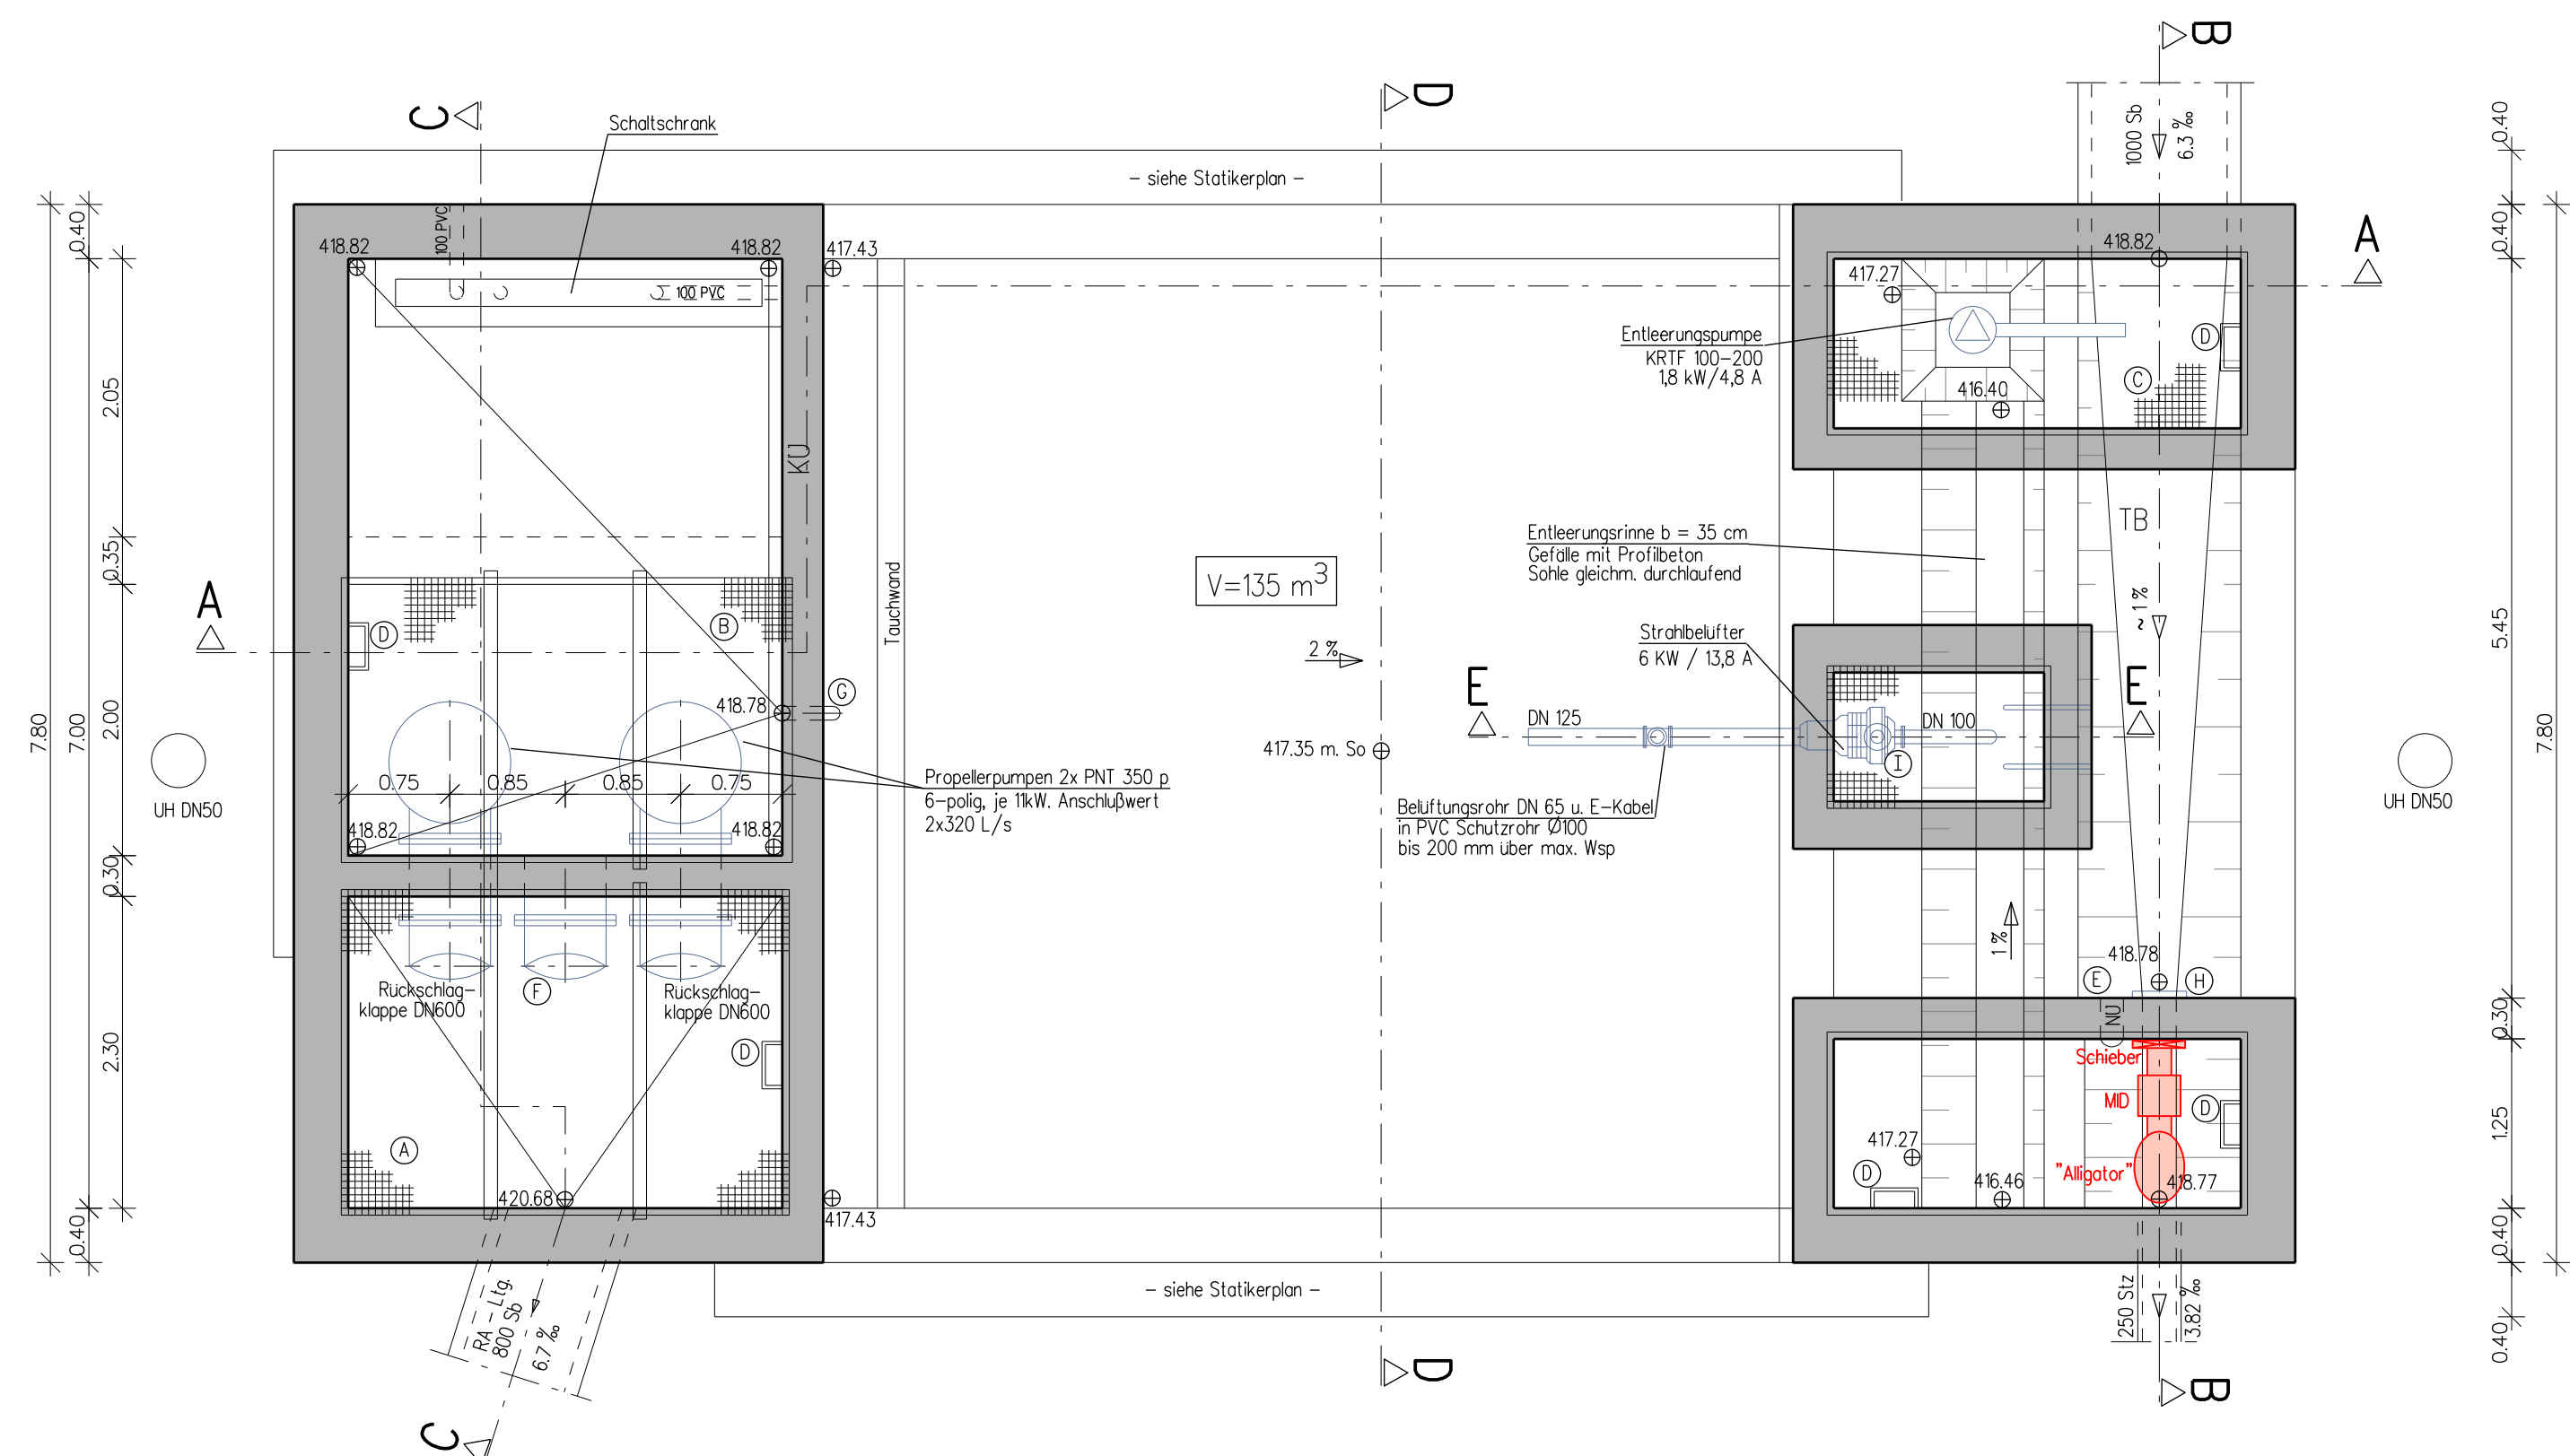 B
C
D
Schaltschrank
0.40
1000 Sb
6.3 ‰
- siehe Statikerplan -
0.40
100 PVC
418.82
418.82
417.43
418.82
0.40
A
417.27
100 PVC
Entleerungspumpe
KRTF 100-200
1,8 kW/4,8 A
D
C
416.40
2.05
KÜ
TB
0.35
Entleerungsrinne b = 35 cm
Gefälle mit Profilbeton
Sohle gleichm. durchlaufend
V=135 m³
Tauchwand
A
D
B
~ 1 %
5.45
Strahlbelüfter
6 KW / 13,8 A
2 %
E
E
G
418.78
7.80
7.00
2.00
DN 125
DN 100
7.80
417.35 m. So
I
UH DN50
UH DN50
0.75
0.85
0.85
0.75
Propellerpumpen 2x PNT 350 p
6-polig, je 11kW. Anschlußwert
2x320 L/s
Belüftungsrohr DN 65 u. E-Kabel
in PVC Schutzrohr Ø100
bis 200 mm über max. Wsp
418.82
418.82
0.30
1 %
418.78
E
H
Rückschlag-
klappe DN600
F
Rückschlag-
klappe DN600
NÜ
0.30
2.30
D
Schieber
MID
D
1.25
A
417.27
D
"Alligator"
418.77
416.46
420.68
417.43
0.40
0.40
- siehe Statikerplan -
RA - Ltg.
800 Sb
6.7 ‰
250 Stz
3.82 ‰
0.40
D
B
C